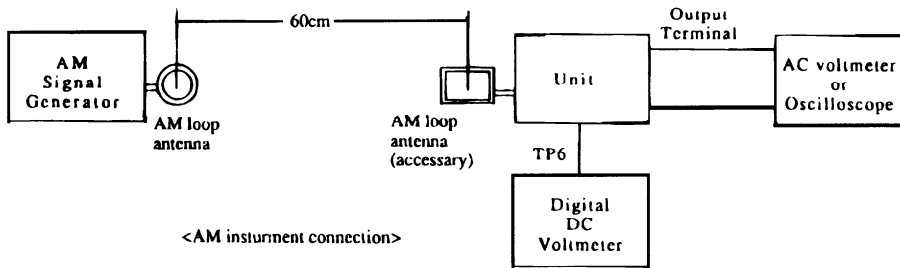 60cm
AM
Signal
Generator
AM loop
antenna
AM loop
antenna
(accessary)
Unit
Output
Terminal
AC voltmeter
or
Oscilloscope
TP6
Digital
DC
Voltmeter
<AM insturment connection>